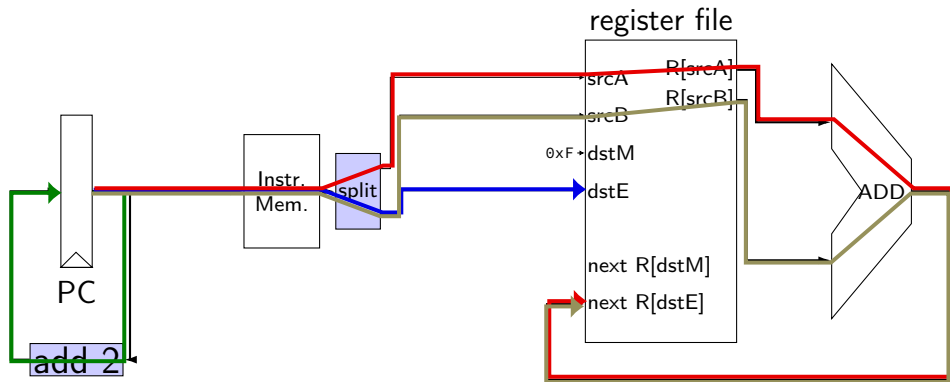 register file
srcA
R[srcA]
R[srcB]
srcB
0xF
dstM
Instr.
Mem.
split
dstE
ADD
next R[dstM]
PC
next R[dstE]
add 2